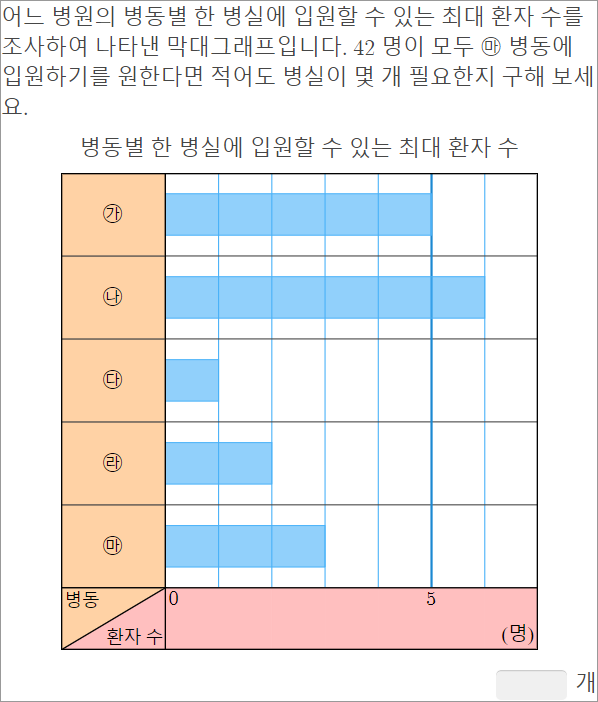 어느 병원의 병동별 한 병실에 입원할 수 있는 최대 환자 수를
조사하여 나타낸 막대그래프입니다. 42 명이 모두 ㉲ 병동에
입원하기를 원한다면 적어도 병실이 몇 개 필요한지 구해 보세
요.
병동별 한 병실에 입원할 수 있는 최대 환자 수
㉮
㉯
㉰
㉱
㉲
병동
환자 수
0 5
(명)
개